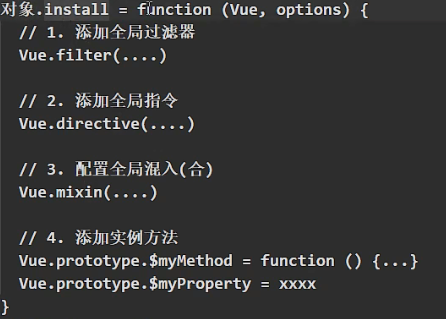 对象.install = function (Vue, options) {
// 1. 添加全局过滤器
Vue.filter(....)
// 2. 添加全局指令
Vue.directive(....)
// 3. 配置全局混入(合)
Vue.mixin(....)
// 4. 添加实例方法
Vue.prototype.$myMethod = function () {...}
Vue.prototype.$myProperty = xxxx
}